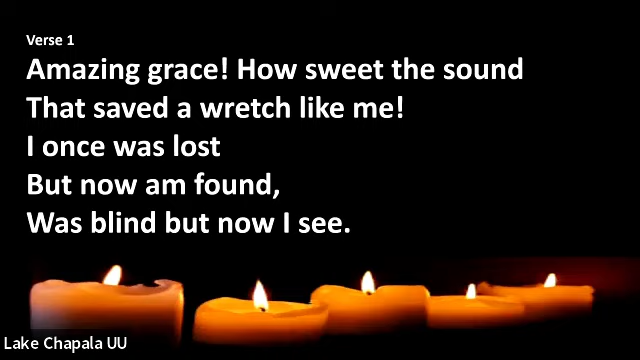 Verse 1
Amazing grace! How sweet the sound
That saved a wretch like me!
I once was lost
But now am found,
Was blind but now I see.
Lake Chapala UU